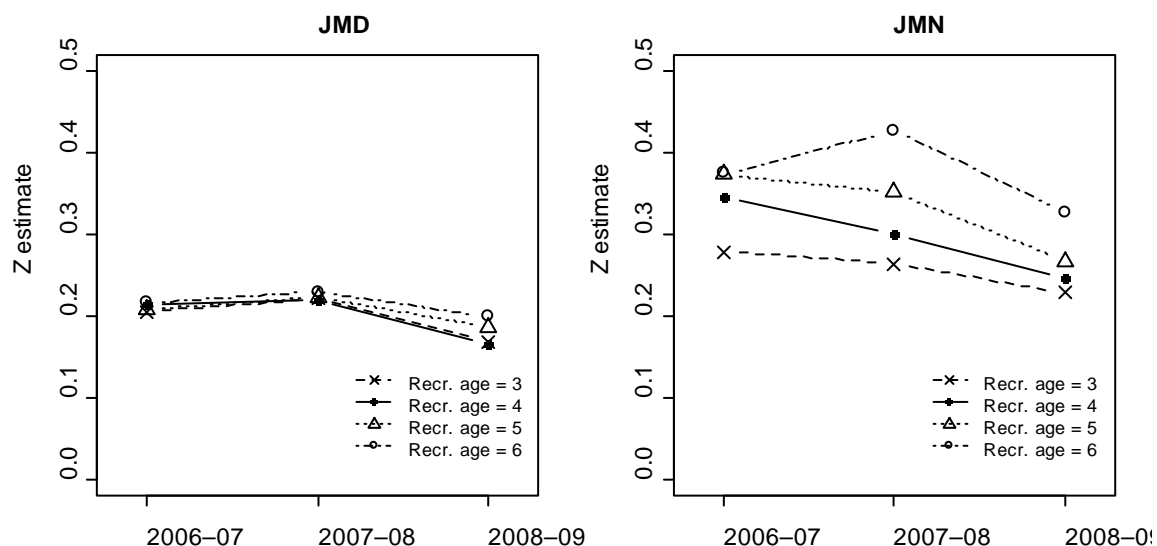 JMD
Z estimate
0.5
0.4
0.3
0.2
0.1
0.0
Recr. age = 3
Recr. age = 4
Recr. age = 5
Recr. age = 6
2006–07 2007–08 2008–09
JMN
Z estimate
0.5
0.4
0.3
0.2
0.1
0.0
Recr. age = 3
Recr. age = 4
Recr. age = 5
Recr. age = 6
2006–07 2007–08 2008–09